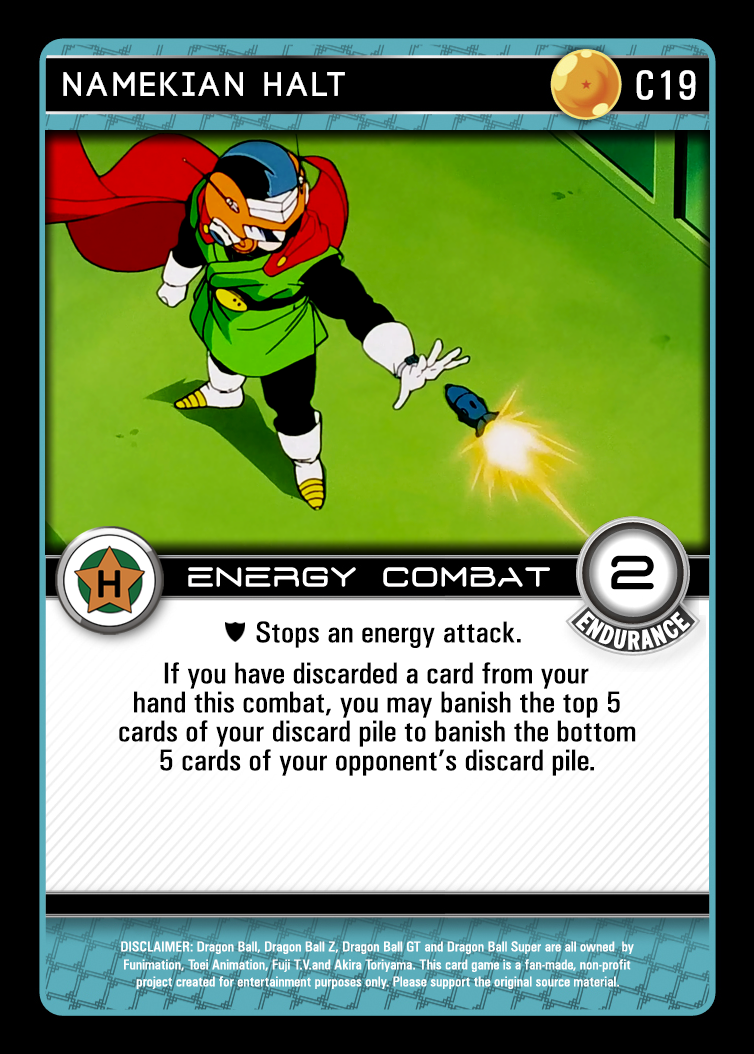 NAMEKIAN HALT
C19
H
ENERGY COMBAT
2
ENDURANCE
Stops an energy attack.
If you have discarded a card from your
hand this combat, you may banish the top 5
cards of your discard pile to banish the bottom
5 cards of your opponent's discard pile.
DISCLAIMER: Dragon Ball, Dragon Ball Z, Dragon Ball GT and Dragon Ball Super are all owned by
Funimation, Toei Animation, Fuji T.V.and Akira Toriyama. This card game is a fan-made, non-profit
project created for entertainment purposes only. Please support the original source material.